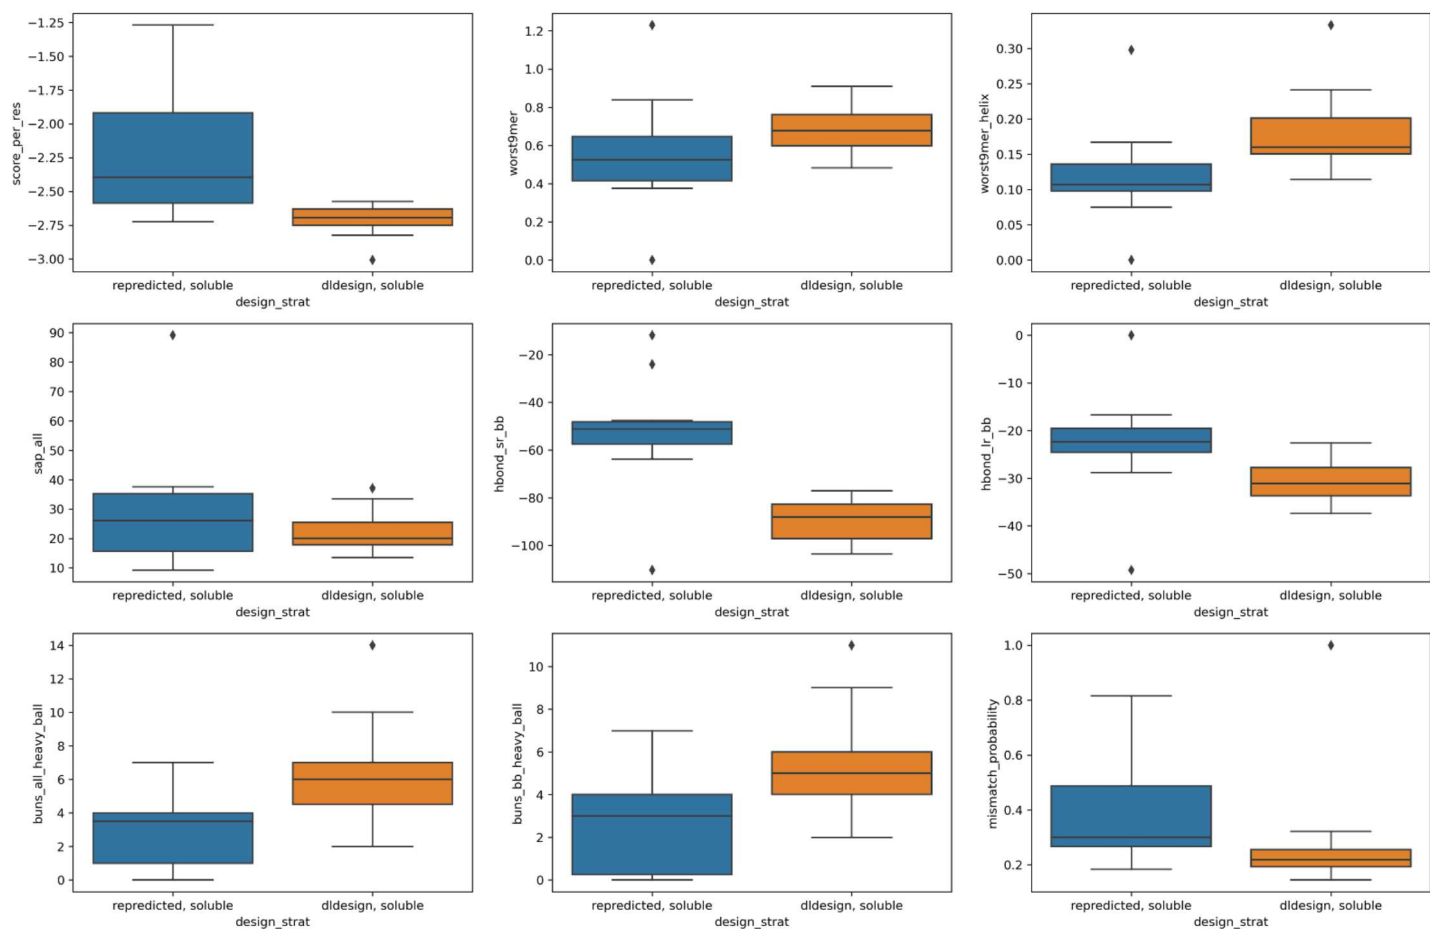 score_per_res
−1.25
−1.50
−1.75
−2.00
−2.25
−2.50
−2.75
−3.00
repredicted, soluble dldesign, soluble
design_strat
worst9mer
1.2
1.0
0.8
0.6
0.4
0.2
0.0
repredicted, soluble dldesign, soluble
design_strat
worst9mer_helix
0.30
0.25
0.20
0.15
0.10
0.05
0.00
repredicted, soluble dldesign, soluble
design_strat
sap_all
90
80
70
60
50
40
30
20
10
repredicted, soluble dldesign, soluble
design_strat
hbond_sr_bb
−20
−40
−60
−80
−100
repredicted, soluble dldesign, soluble
design_strat
hbond_lr_bb
0
−10
−20
−30
−40
−50
repredicted, soluble dldesign, soluble
design_strat
buns_all_heavy_ball
14
12
10
8
6
4
2
0
repredicted, soluble dldesign, soluble
design_strat
buns_bb_heavy_ball
10
8
6
4
2
0
repredicted, soluble dldesign, soluble
design_strat
mismatch_probability
1.0
0.8
0.6
0.4
0.2
repredicted, soluble dldesign, soluble
design_strat